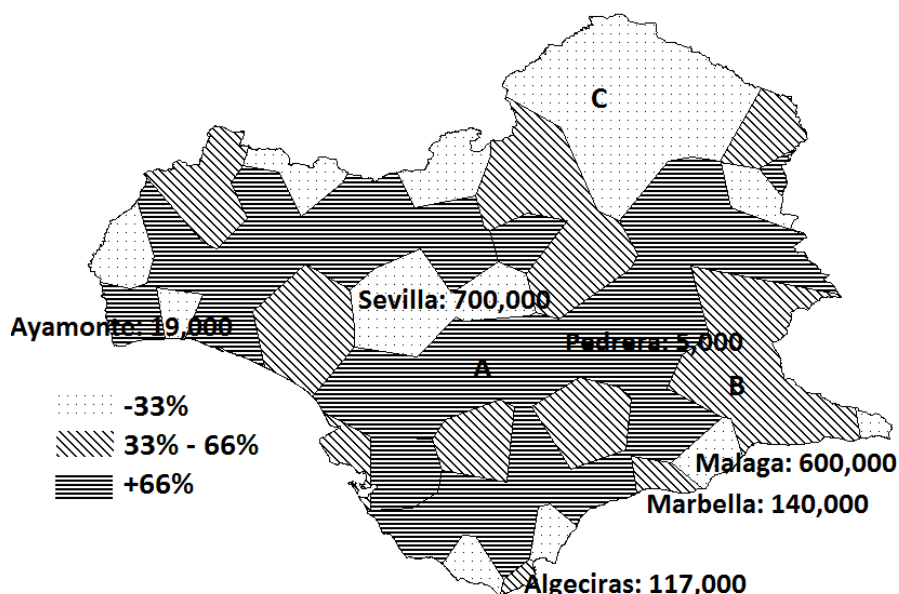 C
Sevilla: 700,000
Ayamonte: 19,000
Pedrera: 5,000
A
B
-33%
33% - 66%
+66%
Malaga: 600,000
Marbella: 140,000
Algeciras: 117,000